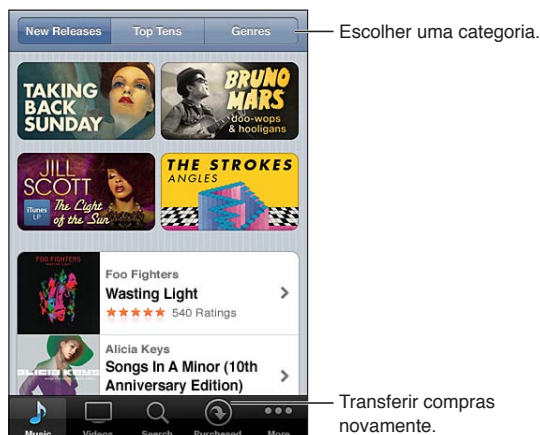 New Releases Top Tens Genres
Escolher uma categoria.
TAKING
BACK
SUNDAY
BRUNO
MARS
doo-wops
& hooligans
JILL
SCOTT
iTunes
LP
The Light
of the Sun
THE STROKES
ANGLES
FOO FIGHTERS
Foo Fighters
Wasting Light
540 Ratings
ALICIA KEYS
Alicia Keys
Songs In A Minor (10th
Anniversary Edition)
Music Videos Search Purchased More
Transferir compras
novamente.